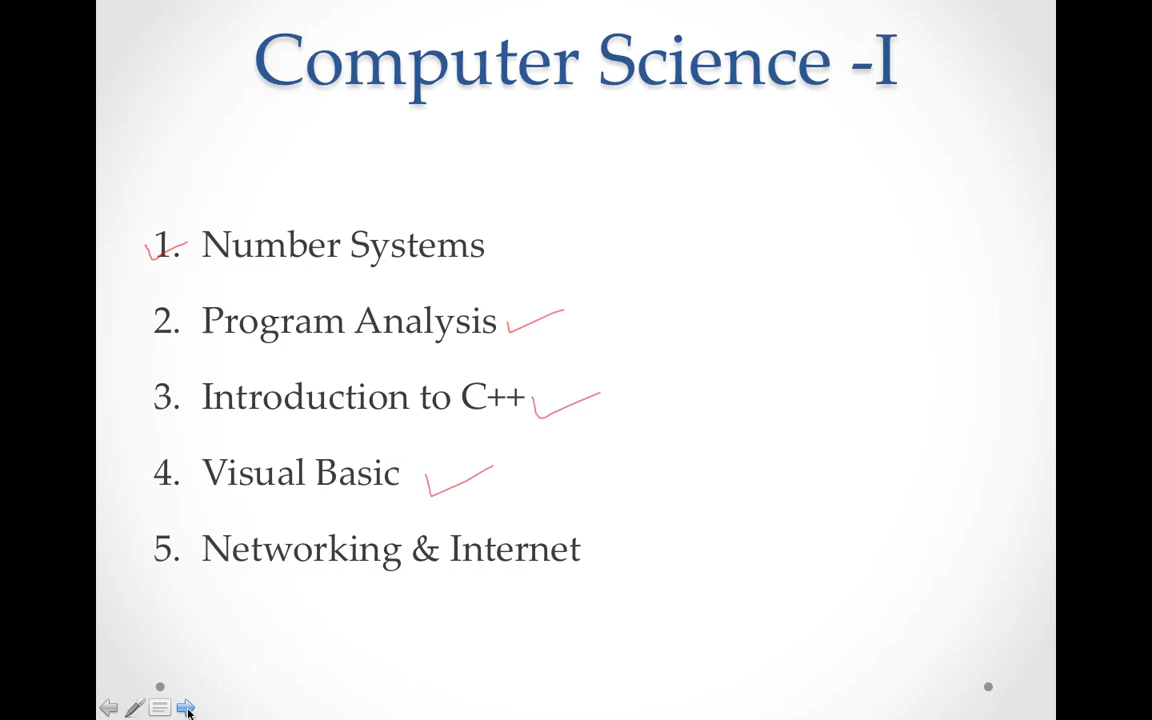 Computer Science -I
1. Number Systems
2. Program Analysis
3. Introduction to C++
4. Visual Basic
5. Networking & Internet